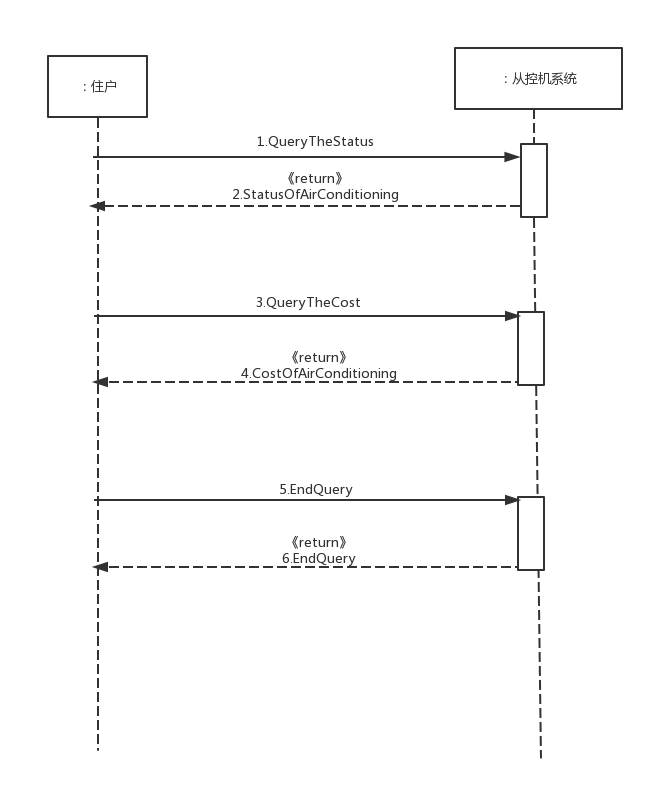 : 住户
: 从控机系统
1.QueryTheStatus
《return》
2.StatusOfAirConditioning
3.QueryTheCost
《return》
4.CostOfAirConditioning
5.EndQuery
《return》
6.EndQuery